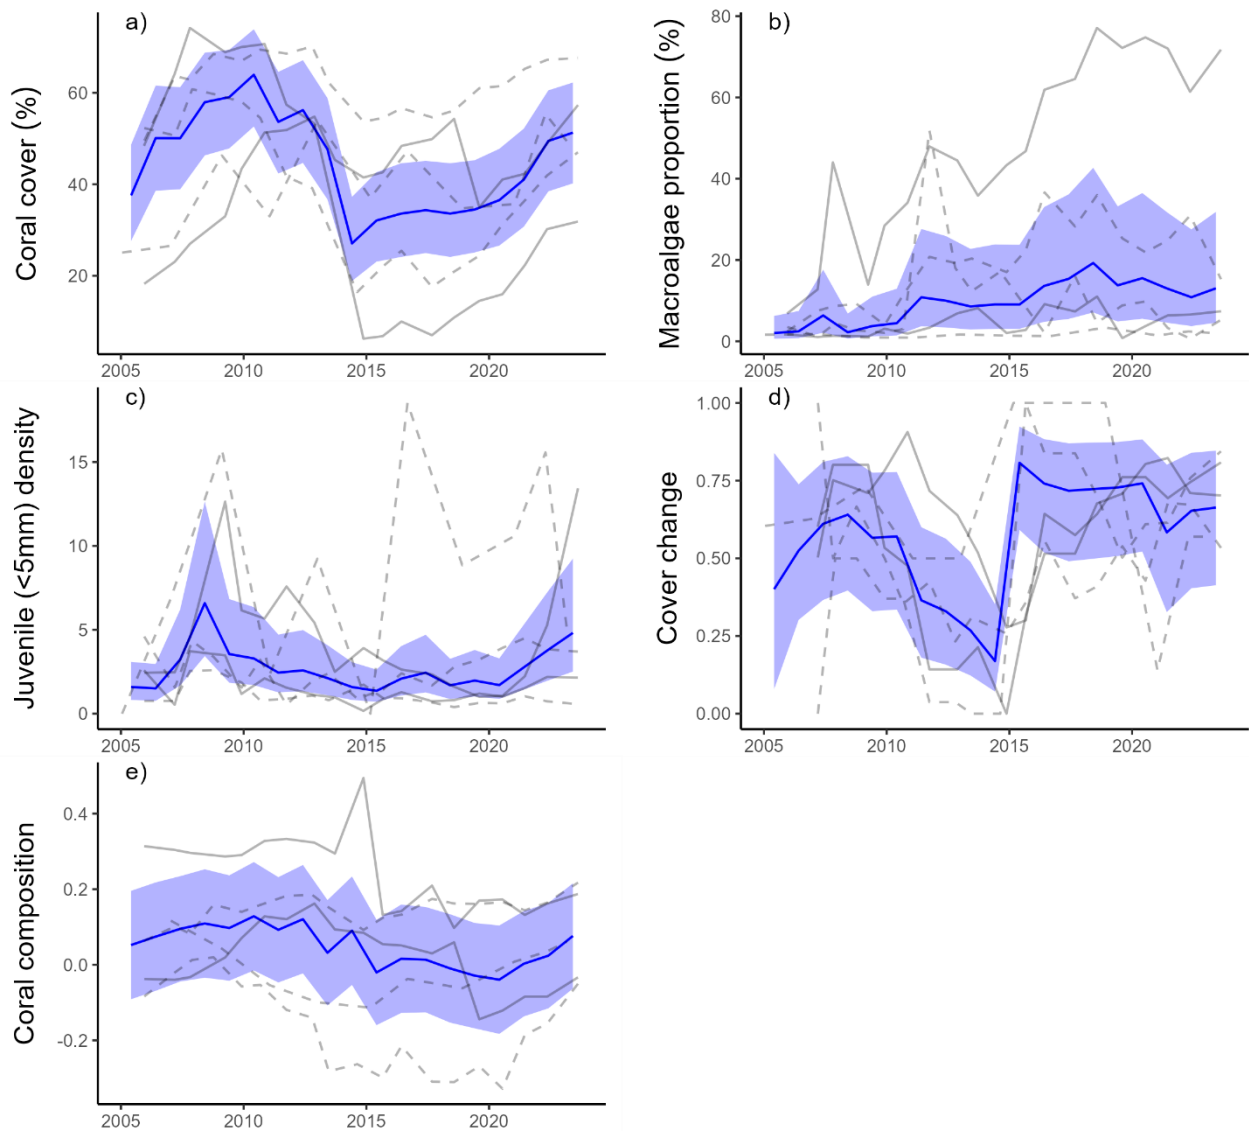 a)
Coral cover (%)
60
40
20
2005 2010 2015 2020
b)
Macroalgae proportion (%)
80
60
40
20
0
2005 2010 2015 2020
c)
Juvenile (<5mm) density
15
10
5
0
2005 2010 2015 2020
d)
Cover change
1.00
0.75
0.50
0.25
0.00
2005 2010 2015 2020
e)
Coral composition
0.4
0.2
0.0
-0.2
2005 2010 2015 2020